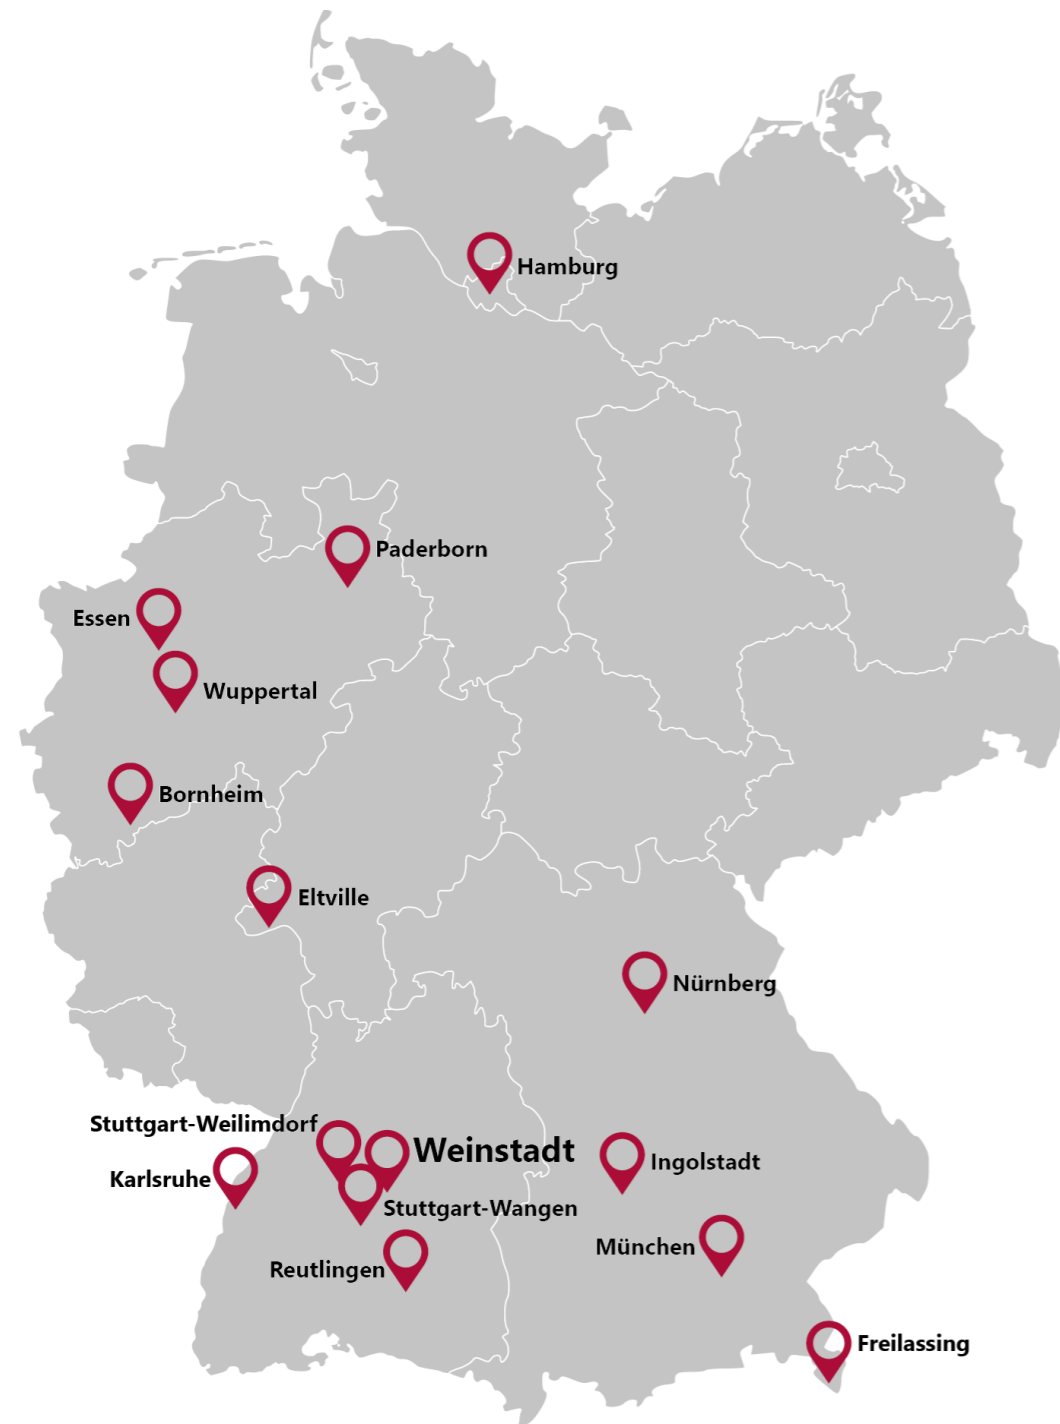 Hamburg
Paderborn
Essen
Wuppertal
Bornheim
Eltville
Nürnberg
Stuttgart-Weilimdorf
Weinstadt
Ingolstadt
Karlsruhe
Stuttgart-Wangen
München
Reutlingen
Freilassing